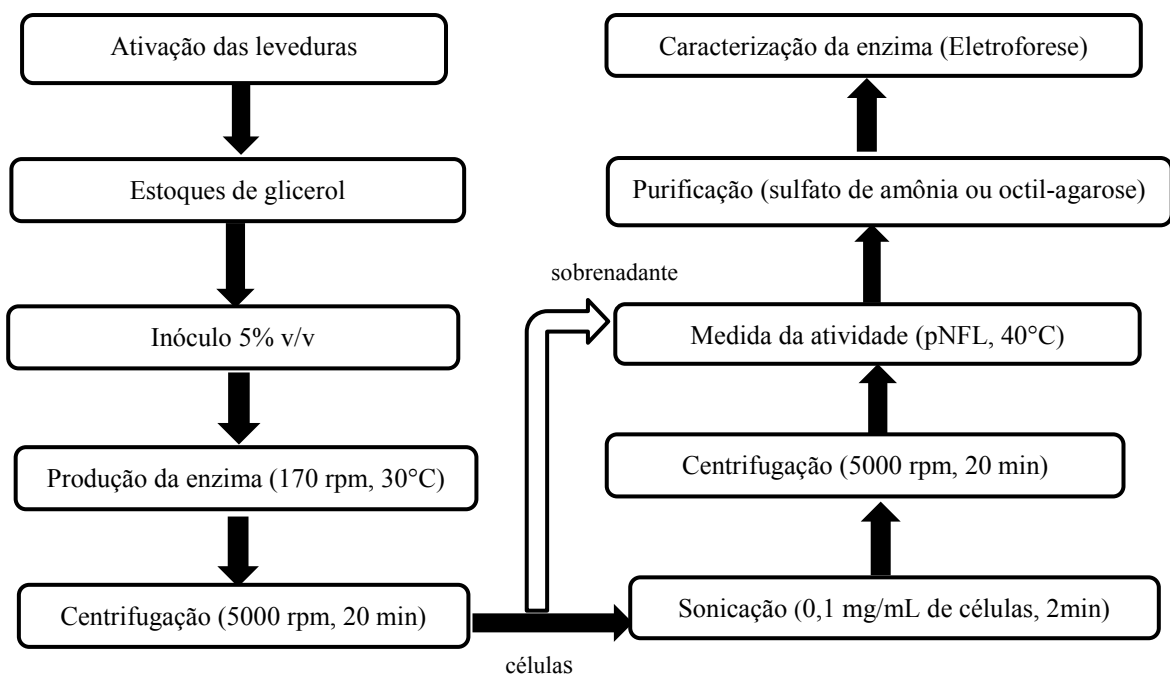 Ativação das leveduras
Estoques de glicerol
Inóculo 5% v/v
Produção da enzima (170 rpm, 30°C)
Centrifugação (5000 rpm, 20 min)
células
sobrenadante
Sonicação (0,1 mg/mL de células, 2min)
Centrifugação (5000 rpm, 20 min)
Medida da atividade (pNFL, 40°C)
Purificação (sulfato de amônia ou octil-agarose)
Caracterização da enzima (Eletroforese)